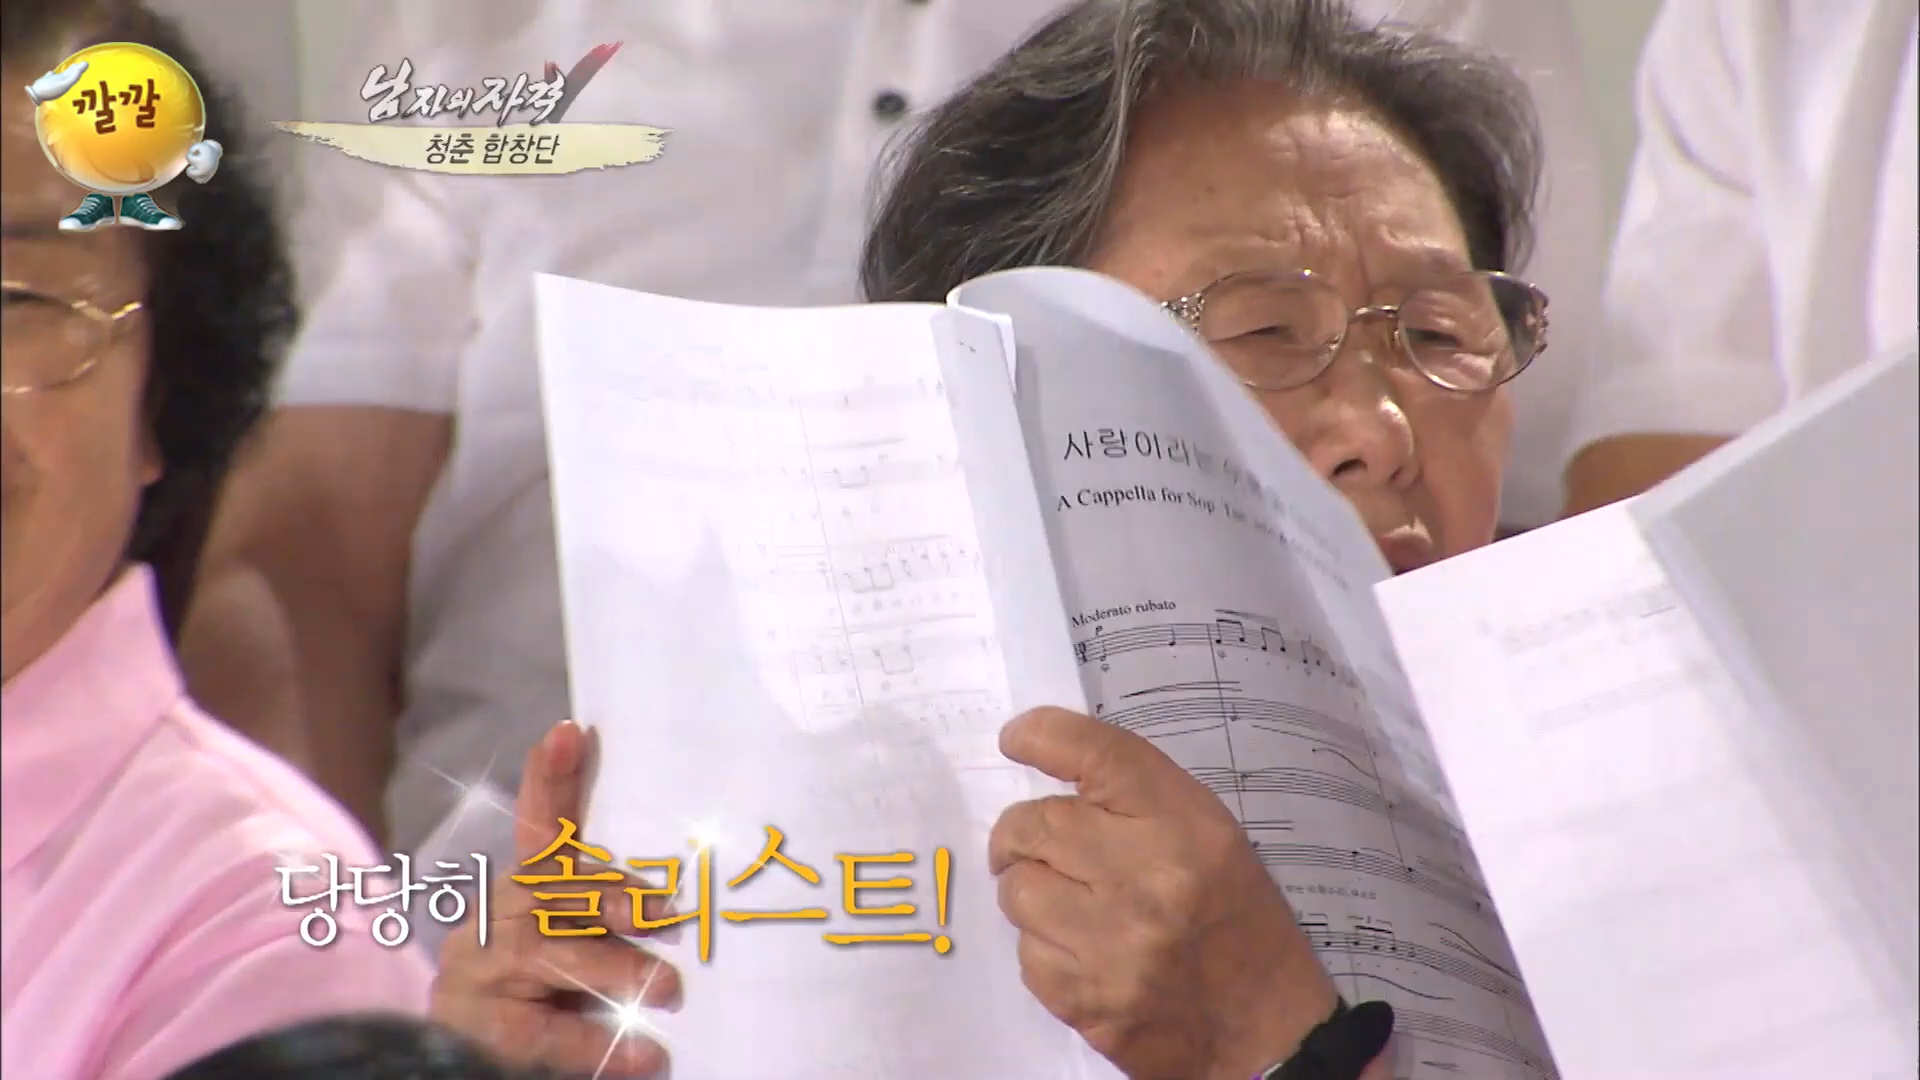 깔깔
남자의자격
청춘 합창단
사랑이라는
A Cappella for Sop
Moderato rubato
P
P
당당히 솔리스트!